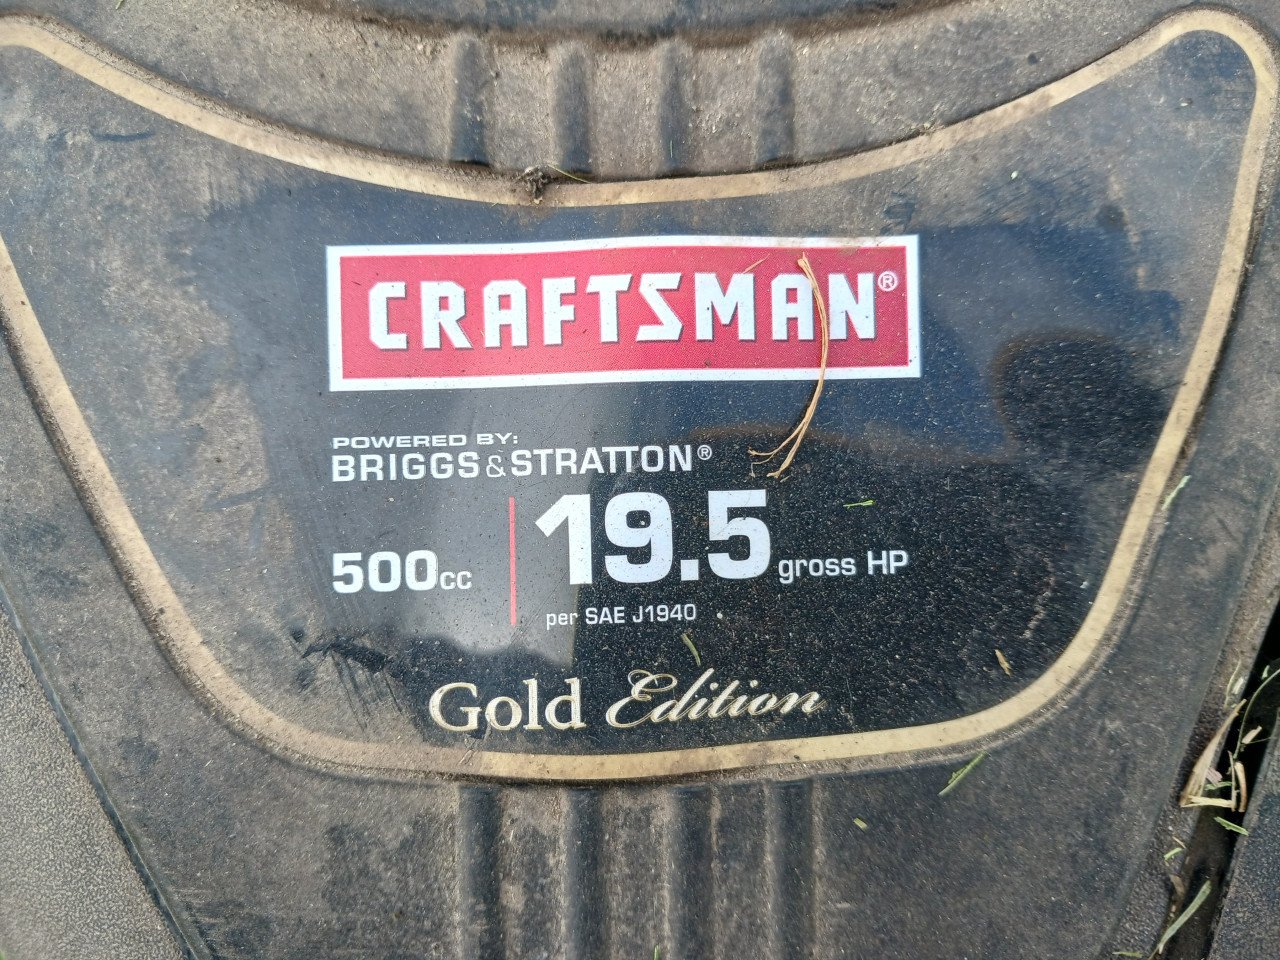 CRAFTSMAN®
POWERED BY:
BRIGGS & STRATTON®
500cc
19.5 gross HP
per SAE J1940
Gold Edition